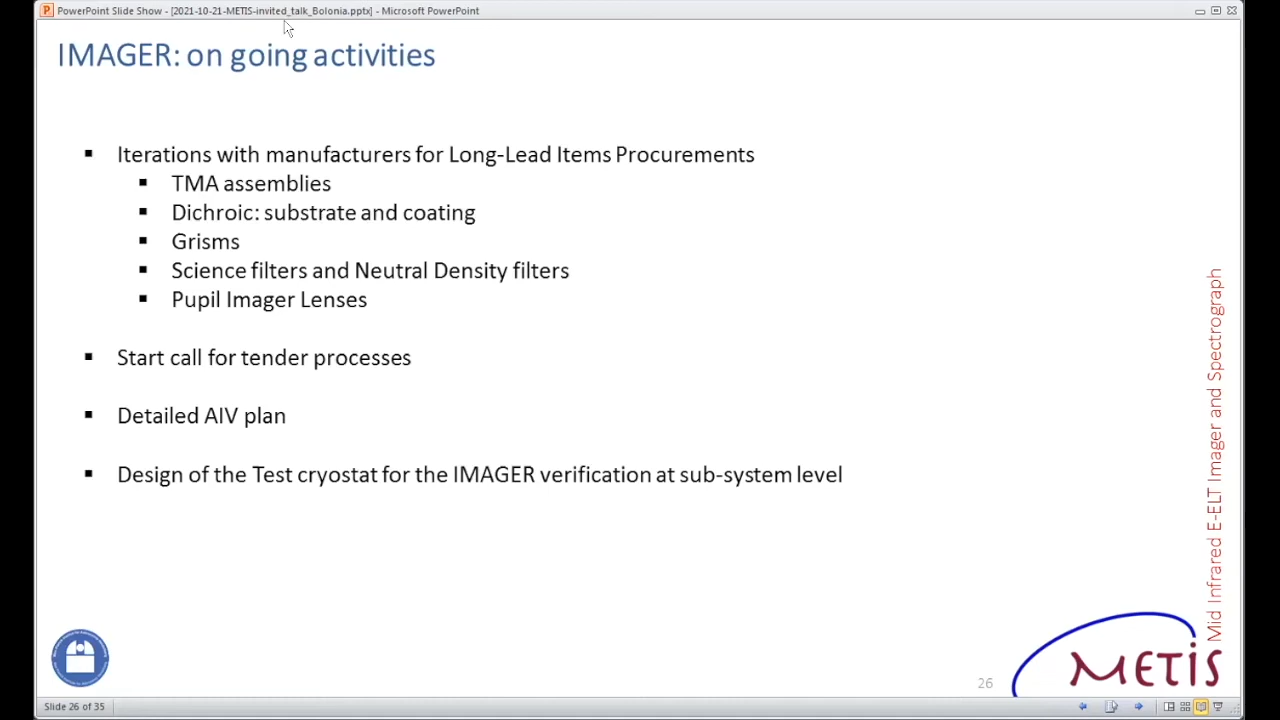 PowerPoint Slide Show - [2021-10-21-METIS-invited_talk_Bolonia.pptx] - Microsoft PowerPoint
IMAGER: on going activities
▪ Iterations with manufacturers for Long-Lead Items Procurements
▪ TMA assemblies
▪ Dichroic: substrate and coating
▪ Grisms
▪ Science filters and Neutral Density filters
▪ Pupil Imager Lenses
▪ Start call for tender processes
▪ Detailed AIV plan
▪ Design of the Test cryostat for the IMAGER verification at sub-system level
Mid Infrared E-ELT Imager and Spectrograph
METIS
26
Slide 26 of 35